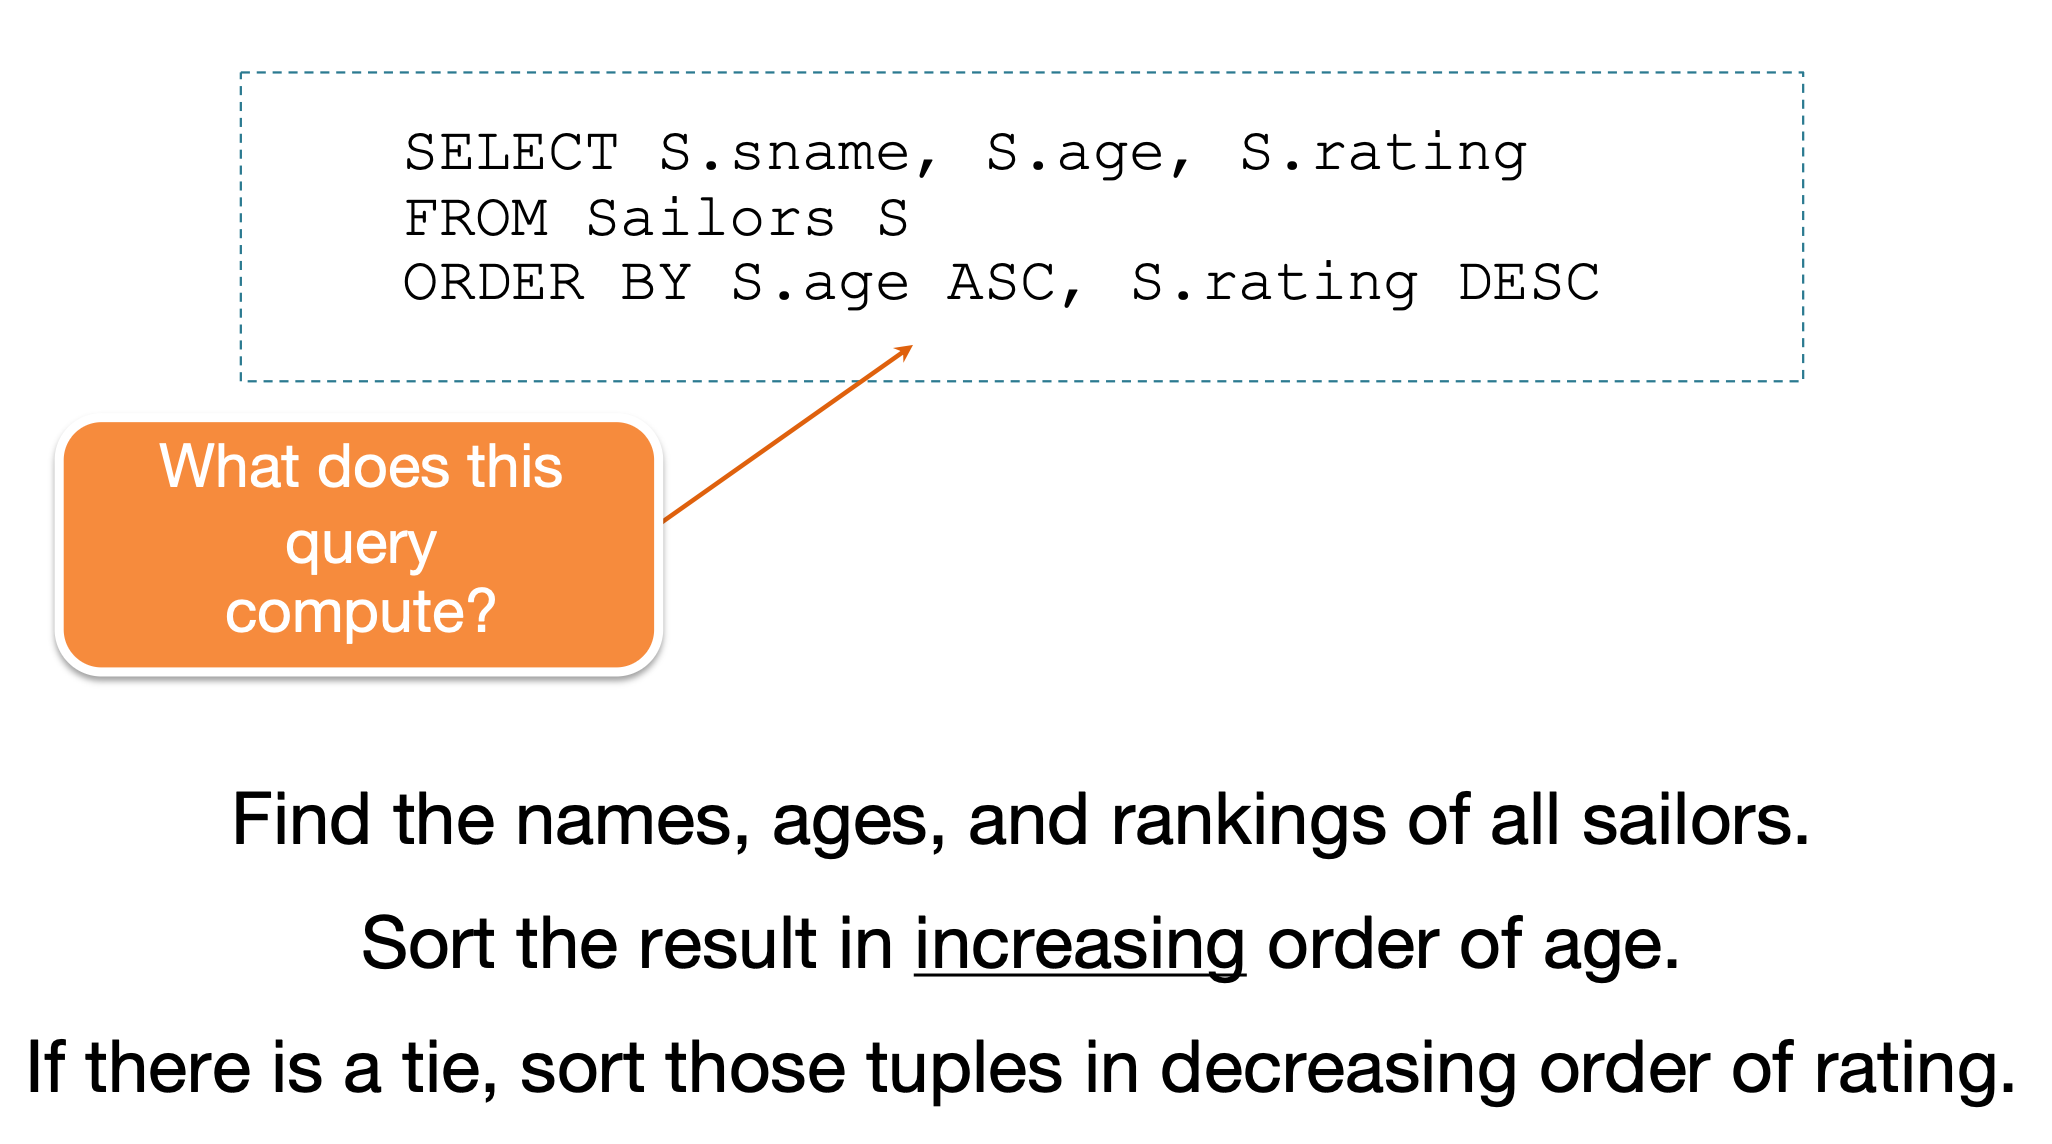 SELECT S.sname, S.age, S.rating
FROM Sailors S
ORDER BY S.age ASC, S.rating DESC
What does this
query
compute?
Find the names, ages, and rankings of all sailors.
Sort the result in increasing order of age.
If there is a tie, sort those tuples in decreasing order of rating.